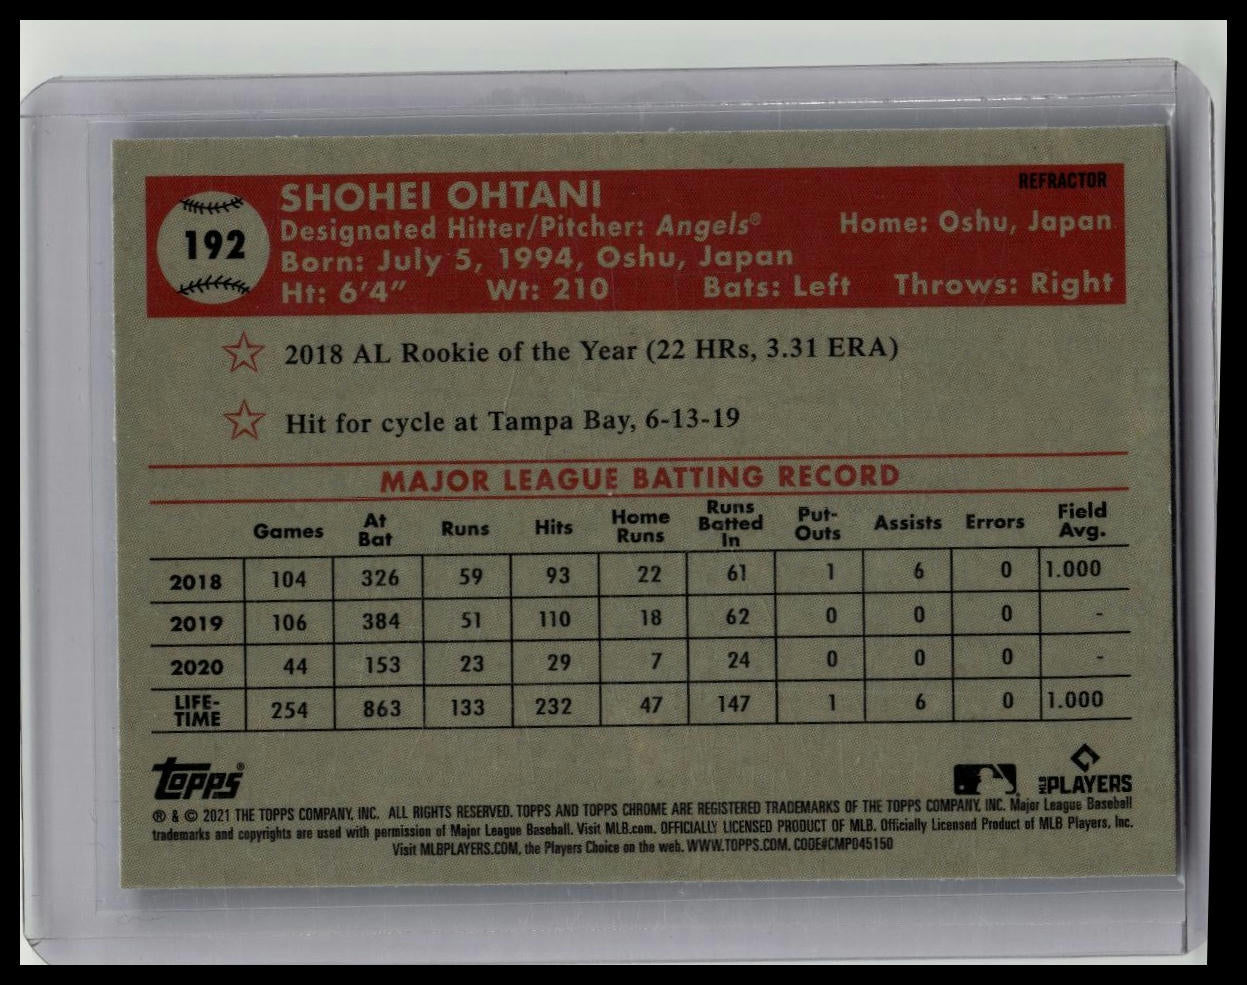 REFRACTOR
192
SHOHEI OHTANI
Designated Hitter/Pitcher: Angels® Home: Oshu, Japan
Born: July 5, 1994, Oshu, Japan
Ht: 6'4" Wt: 210 Bats: Left Throws: Right
2018 AL Rookie of the Year (22 HRs, 3.31 ERA)
Hit for cycle at Tampa Bay, 6-13-19
MAJOR LEAGUE BATTING RECORD
Games At Bat Runs Hits Home Runs Runs Batted In Put-Outs Assists Errors Field Avg.
2018 104 326 59 93 22 61 1 6 0 1.000
2019 106 384 51 110 18 62 0 0 0 -
2020 44 153 23 29 7 24 0 0 0 -
LIFE-TIME 254 863 133 232 47 147 1 6 0 1.000
Topps®
MLB PLAYERS
® & © 2021 THE TOPPS COMPANY, INC. ALL RIGHTS RESERVED. TOPPS AND TOPPS CHROME ARE REGISTERED TRADEMARKS OF THE TOPPS COMPANY, INC. Major League Baseball
trademarks and copyrights are used with permission of Major League Baseball. Visit MLB.com. OFFICIALLY LICENSED PRODUCT OF MLB. Officially Licensed Product of MLB Players, Inc.
Visit MLBPLAYERS.COM, the Players Choice on the web. WWW.TOPPS.COM. CODE#CMP045150